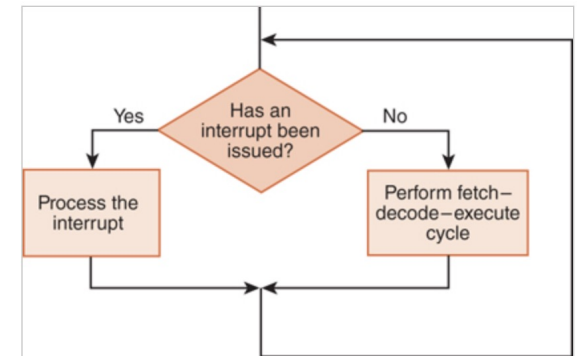 Has an
interrupt been
issued?
Yes
No
Process the
interrupt
Perform fetch–
decode–execute
cycle